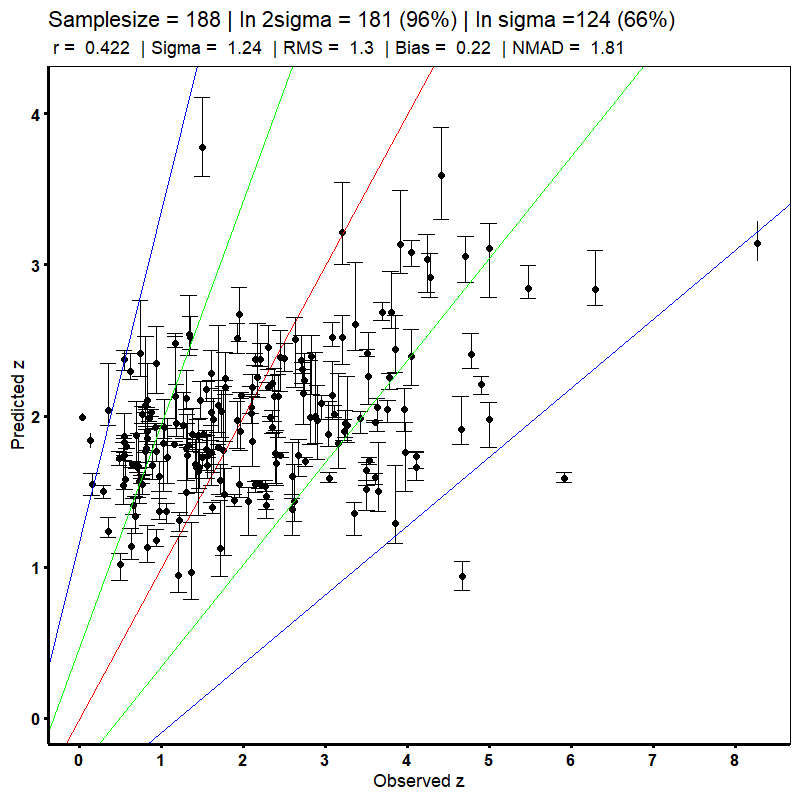 Samplesize = 188 | In 2sigma = 181 (96%) | In sigma =124 (66%)
r = 0.422 | Sigma = 1.24 | RMS = 1.3 | Bias = 0.22 | NMAD = 1.81
4
3
2
1
0
Predicted z
0 1 2 3 4 5 6 7 8
Observed z